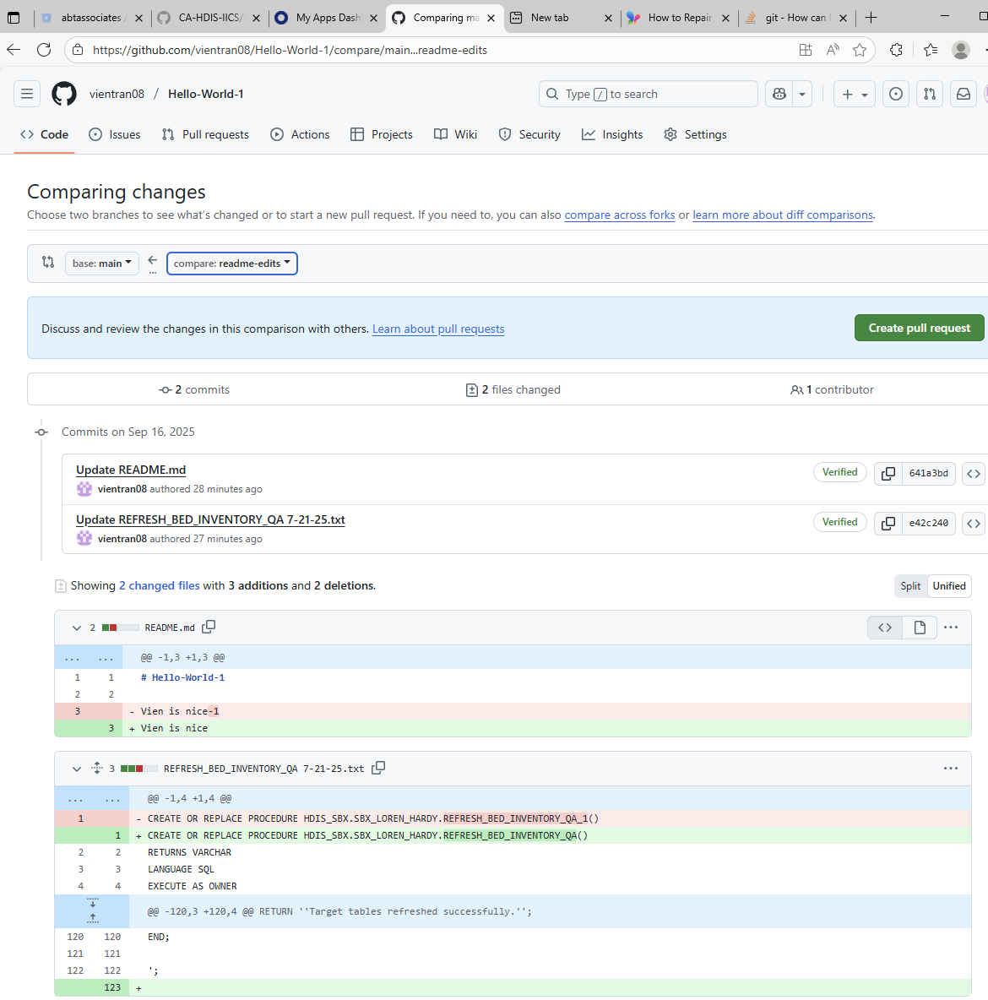 abtassociates /
CA-HDIS-IICS/
My Apps Dash
Comparing ma
New tab
How to Repair
git - How can I
https://github.com/vientran08/Hello-World-1/compare/main...readme-edits
vientran08 / Hello-World-1
Type / to search
Code Issues Pull requests Actions Projects Wiki Security Insights Settings
Comparing changes
Choose two branches to see what's changed or to start a new pull request. If you need to, you can also compare across forks or learn more about diff comparisons.
base: main
...
compare: readme-edits
Discuss and review the changes in this comparison with others. Learn about pull requests
Create pull request
2 commits
2 files changed
1 contributor
Commits on Sep 16, 2025
Update README.md
vientran08 authored 28 minutes ago
Verified
641a3bd
Update REFRESH_BED_INVENTORY_QA 7-21-25.txt
vientran08 authored 27 minutes ago
Verified
e42c240
Showing 2 changed files with 3 additions and 2 deletions.
Split Unified
2 README.md
... ... @@ -1,3 +1,3 @@
1 1 # Hello-World-1
2 2
3 - Vien is nice-1
3 + Vien is nice
3 REFRESH_BED_INVENTORY_QA 7-21-25.txt
... ... @@ -1,4 +1,4 @@
1 - CREATE OR REPLACE PROCEDURE HDIS_SBX.SBX_LOREN_HARDY.REFRESH_BED_INVENTORY_QA_1()
1 + CREATE OR REPLACE PROCEDURE HDIS_SBX.SBX_LOREN_HARDY.REFRESH_BED_INVENTORY_QA()
2 2 RETURNS VARCHAR
3 3 LANGUAGE SQL
4 4 EXECUTE AS OWNER
@@ -120,3 +120,4 @@ RETURN ''Target tables refreshed successfully.'';
120 120 END;
121 121
122 122 ';
123 +